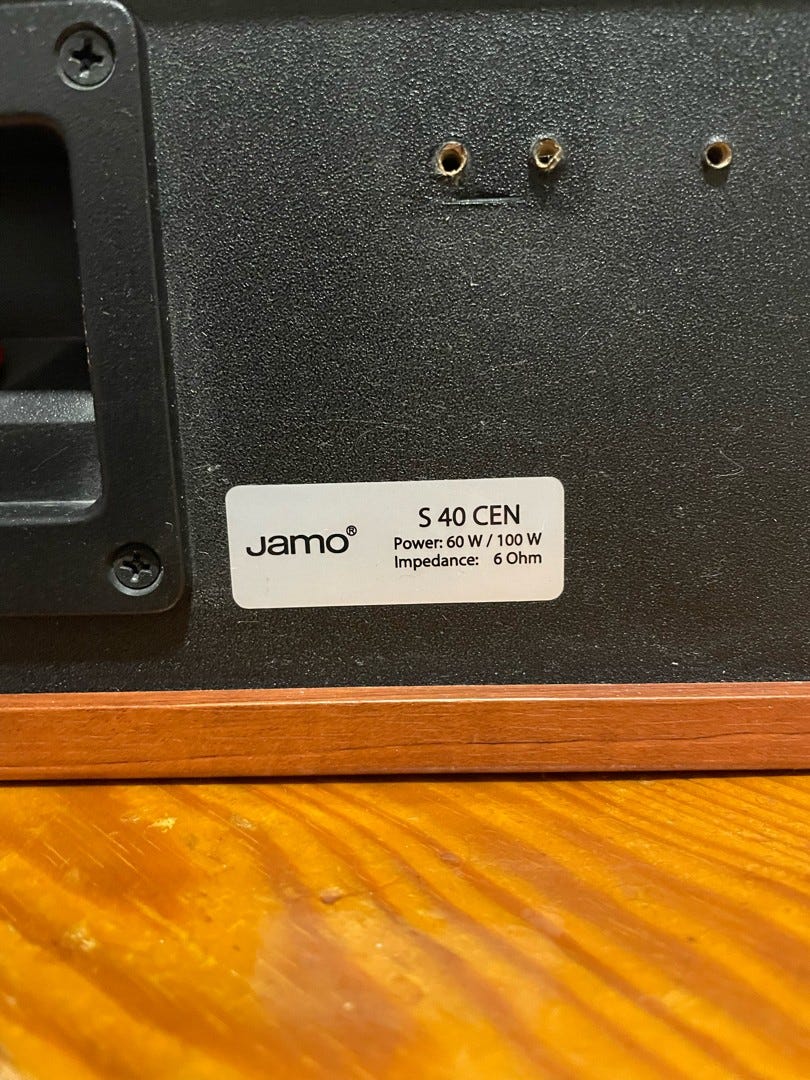 Jamo®
S 40 CEN
Power: 60 W / 100 W
Impedance: 6 Ohm